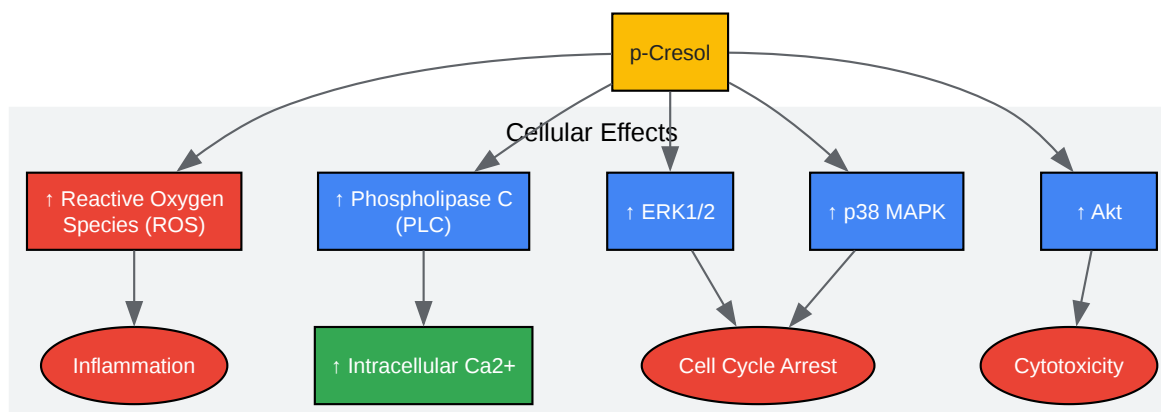 p-Cresol
Cellular Effects
↑ Reactive Oxygen
Species (ROS)
↑ Phospholipase C
(PLC)
↑ ERK1/2
↑ p38 MAPK
↑ Akt
Inflammation
↑ Intracellular Ca2+
Cell Cycle Arrest
Cytotoxicity